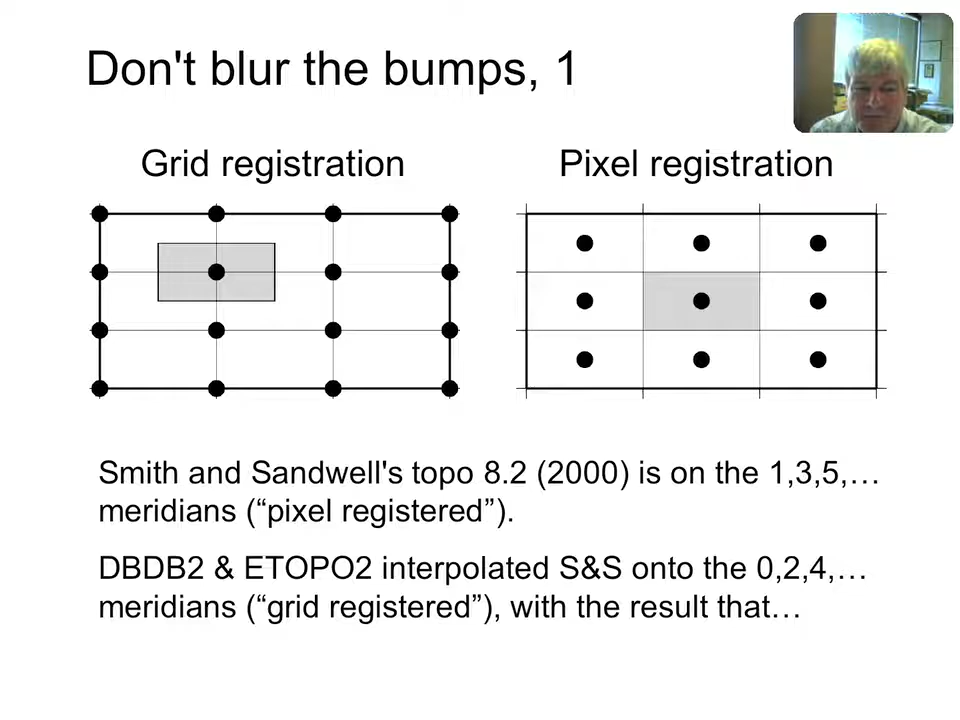 Don't blur the bumps, 1
Grid registration
Pixel registration
Smith and Sandwell's topo 8.2 (2000) is on the 1,3,5,…
meridians (“pixel registered”).
DBDB2 & ETOPO2 interpolated S&S onto the 0,2,4,…
meridians (“grid registered”), with the result that…